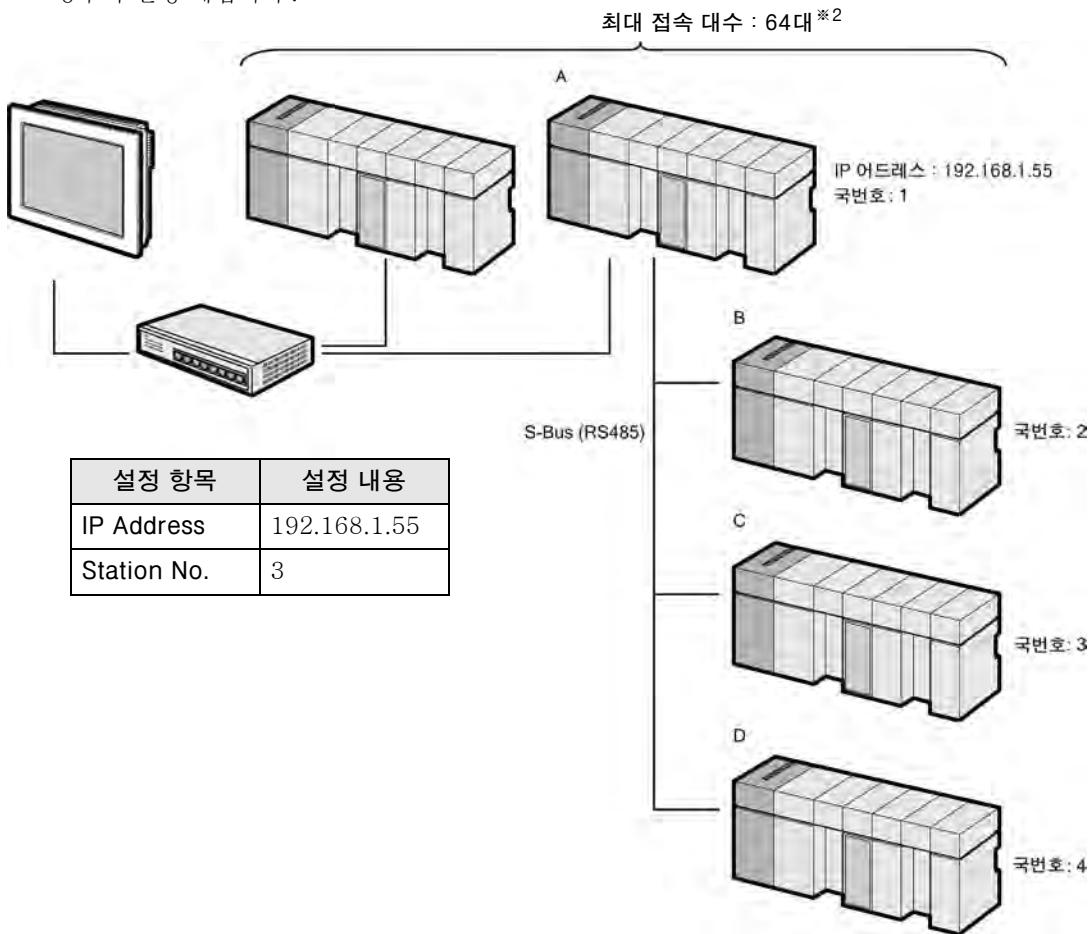 최대 접속 대수 : 64대※2
A
IP 어드레스 : 192.168.1.55
국번호: 1
B
S-Bus (RS485)
국번호: 2
설정 항목 설정 내용
IP Address 192.168.1.55
Station No. 3
C
국번호: 3
D
국번호: 4